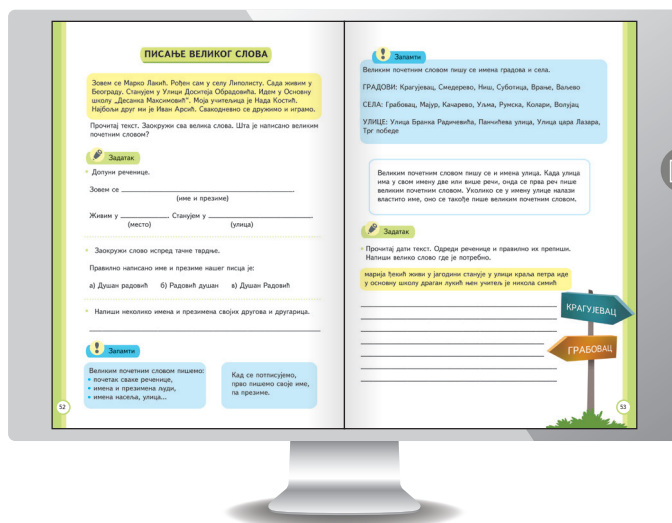 ПИСАЊЕ ВЕЛИКОГ СЛОВА
Зовем се Марко Лакић. Рођен сам у селу Липолисту. Сада живим у
Београду. Станујем у Улици Доситеја Обрадовића. Идем у Основну
школу „Десанка Максимовић”. Моја учитељица је Нада Костић.
Најбољи друг ми је Иван Арсић. Свакодневно се дружимо и играмо.
Прочитај текст. Заокружи сва велика слова. Шта је написано великим
почетним словом?
Задатак
Допуни реченице.
Зовем се
(име и презиме)
Живим у . Станујем у .
(место) (улица)
Заокружи слово испред тачне тврдње.
Правилно написано име и презиме нашег писца је:
а) Душан радовић б) Радовић душан в) Душан Радовић
Напиши неколико имена и презимена својих другова и другарица.
Запамти
Великим почетним словом пишемо:
• почетак сваке реченице,
• имена и презимена људи,
• имена насеља, улица...
Кад се потписујемо,
прво пишемо своје име,
па презиме.
52
Запамти
Великим почетним словом пишу се имена градова и села.
ГРАДОВИ: Крагујевац, Смедерево, Ниш, Суботица, Врање, Ваљево
СЕЛА: Грабовац, Мајур, Качарево, Уљма, Румска, Колари, Волујац
УЛИЦЕ: Улица Бранка Радичевића, Панчићева улица, Улица цара Лазара,
Трг победе
Великим почетним словом пишу се и имена улица. Када улица
има у свом имену две или више речи, онда се прва реч пише
великим почетним словом. Уколико се у имену улице налази
властито име, оно се такође пише великим почетним словом.
Задатак
Прочитај дати текст. Одреди реченице и правилно их препиши.
Напиши велико слово где је потребно.
марија ђекић живи у јагодини станује у улици краља петра иде
у основну школу драган лукић њен учитељ је никола симић
КРАГУЈЕВАЦ
ГРАБОВАЦ
53